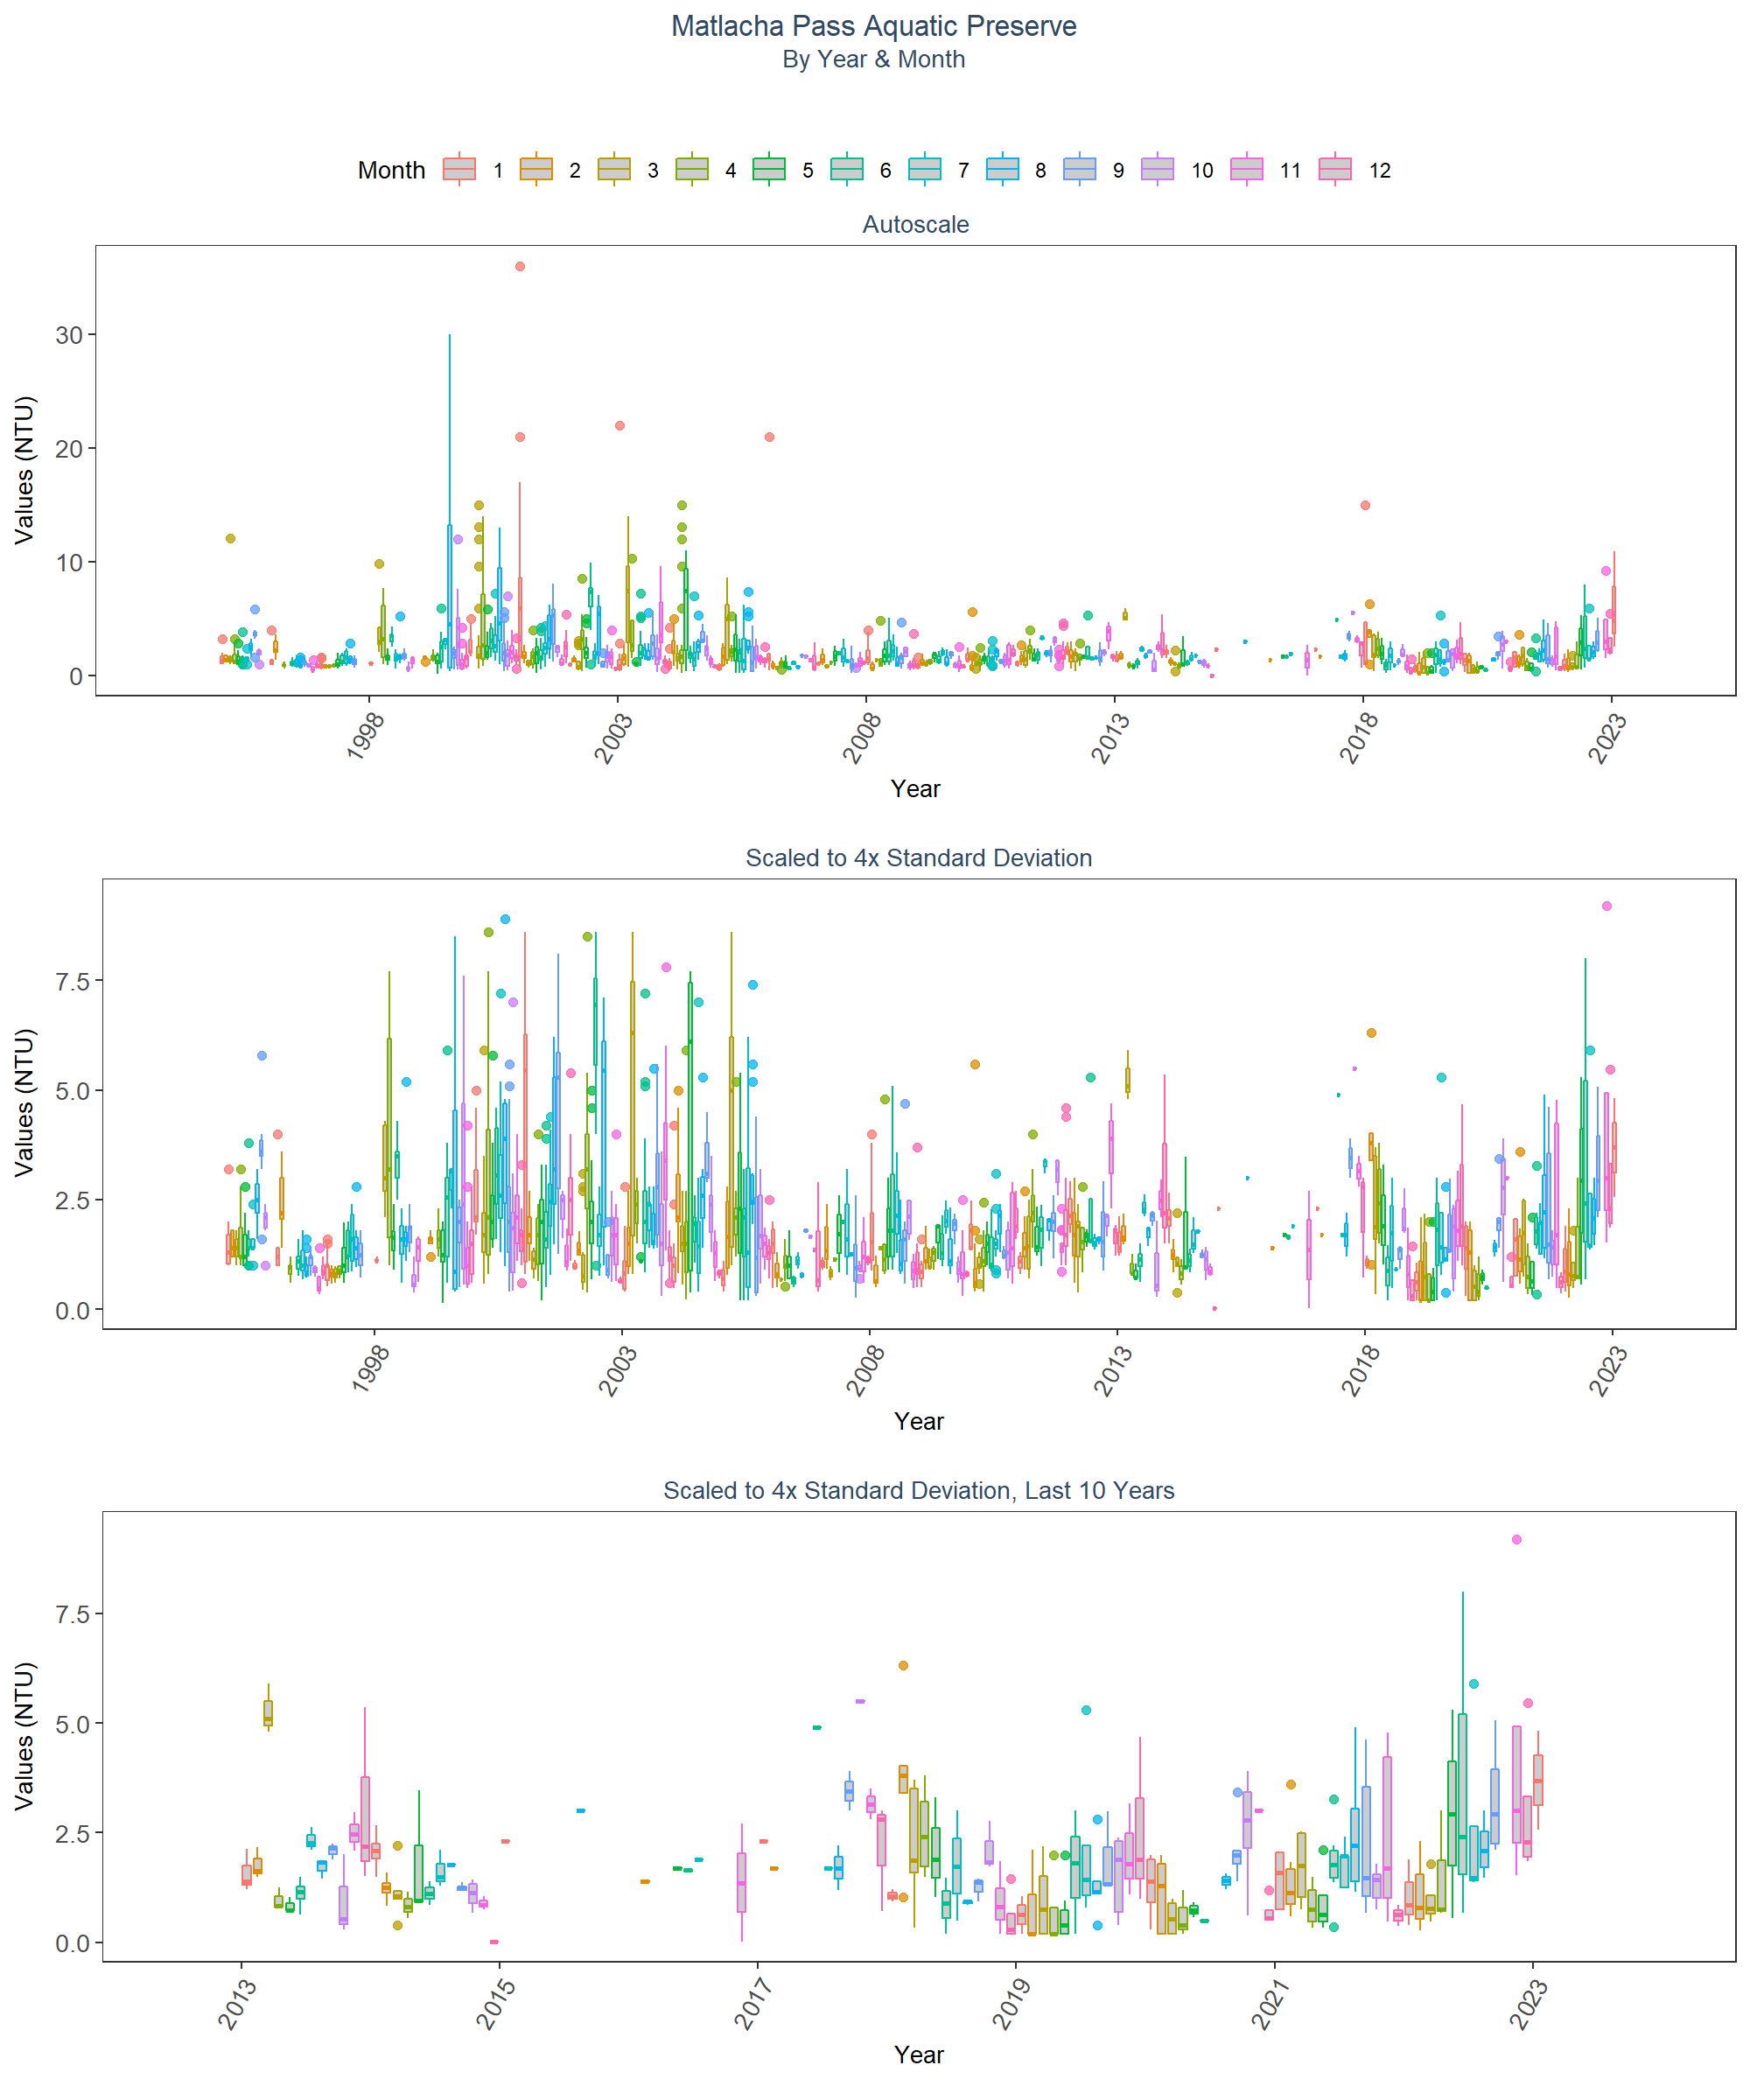 Matlacha Pass Aquatic Preserve
By Year & Month
Month 1 2 3 4 5 6 7 8 9 10 11 12
Autoscale
Values (NTU)
30
20
10
0
1998 2003 2008 2013 2018 2023
Year
Scaled to 4x Standard Deviation
Values (NTU)
7.5
5.0
2.5
0.0
1998 2003 2008 2013 2018 2023
Year
Scaled to 4x Standard Deviation, Last 10 Years
Values (NTU)
7.5
5.0
2.5
0.0
2013 2015 2017 2019 2021 2023
Year